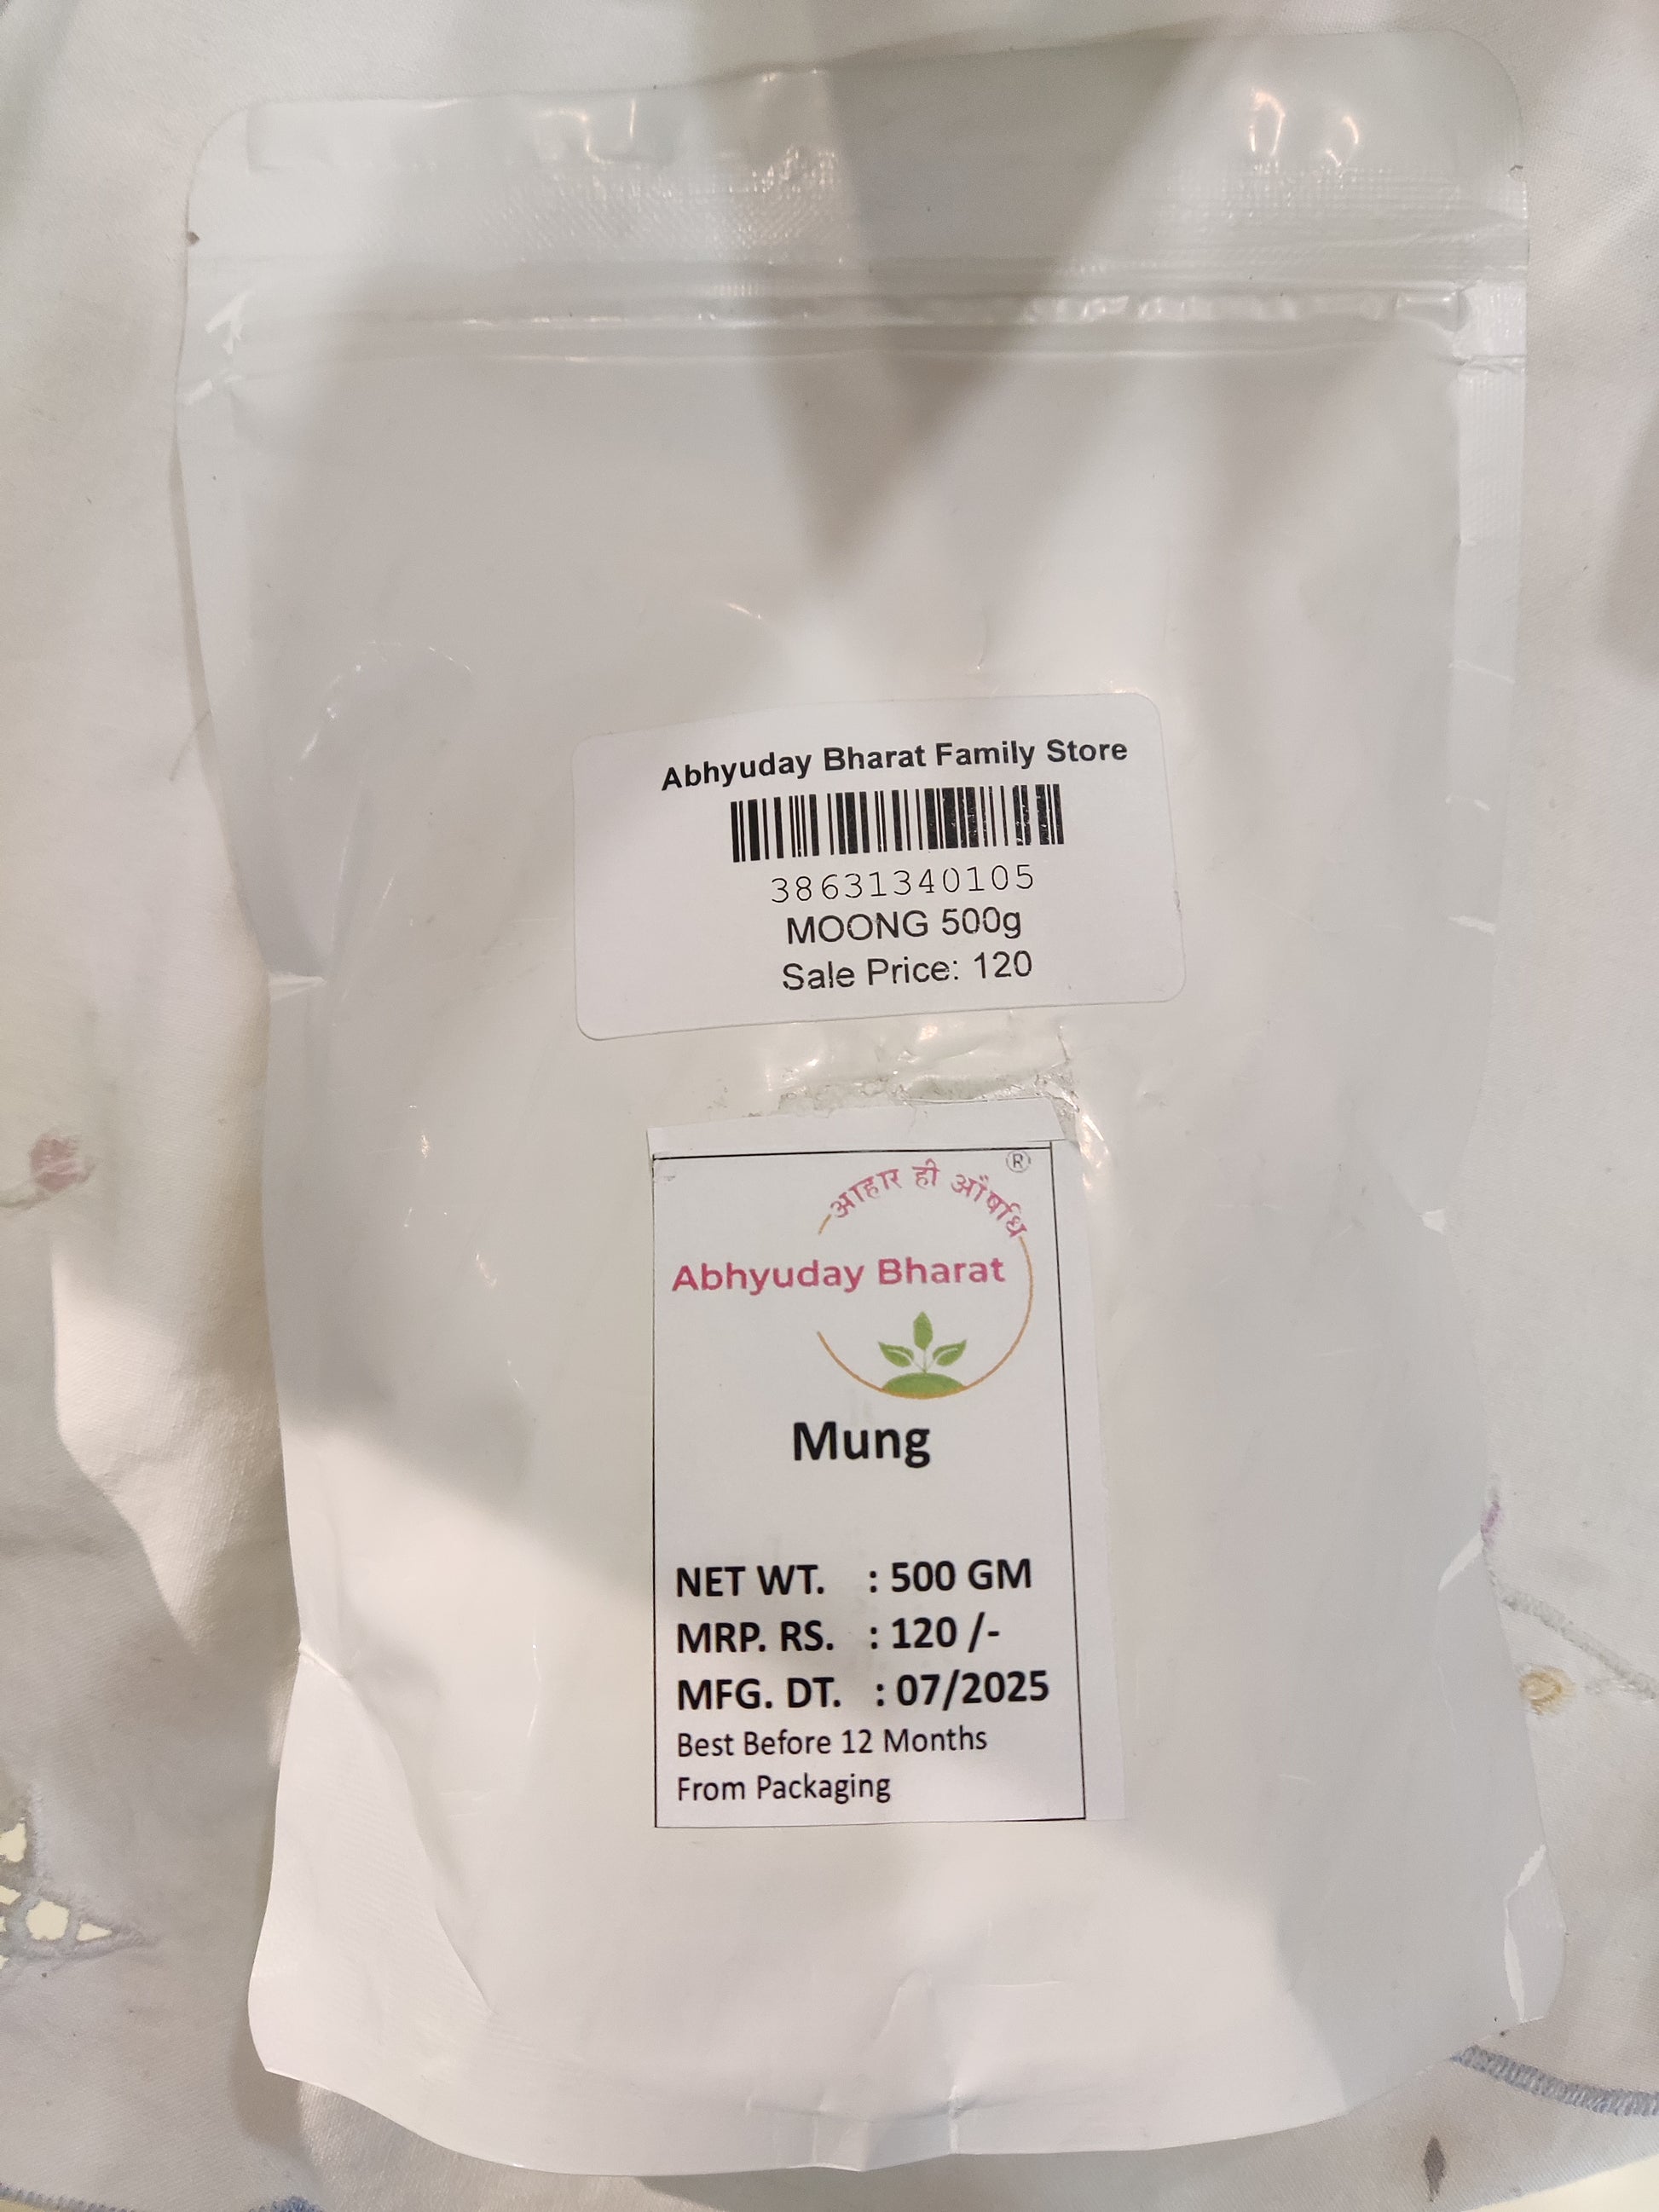 Abhyuday Bharat Family Store
38631340105
MOONG 500g
Sale Price: 120
आहार ही औषधि
®
Abhyuday Bharat
Mung
NET WT. : 500 GM
MRP. RS. : 120 /-
MFG. DT. : 07/2025
Best Before 12 Months
From Packaging